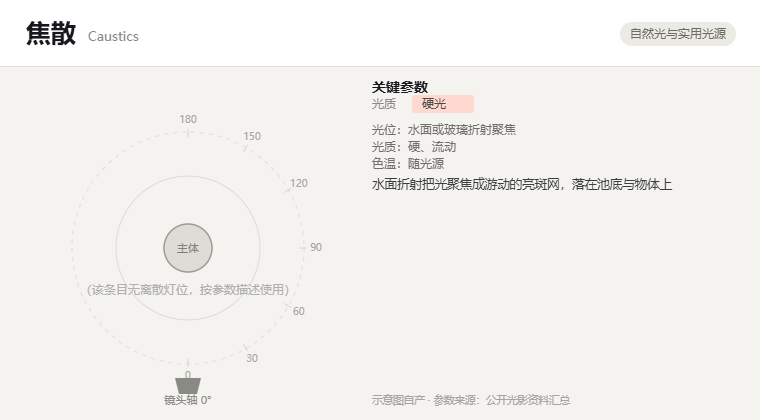 焦散 Caustics
自然光与实用光源
关键参数
光质 硬光
光位：水面或玻璃折射聚焦
光质：硬、流动
色温：随光源
水面折射把光聚焦成游动的亮斑网，落在池底与物体上
180
150
120
90
60
30
0
主体
(该条目无离散灯位，按参数描述使用)
镜头轴 0°
示意图自产 · 参数来源：公开光影资料汇总